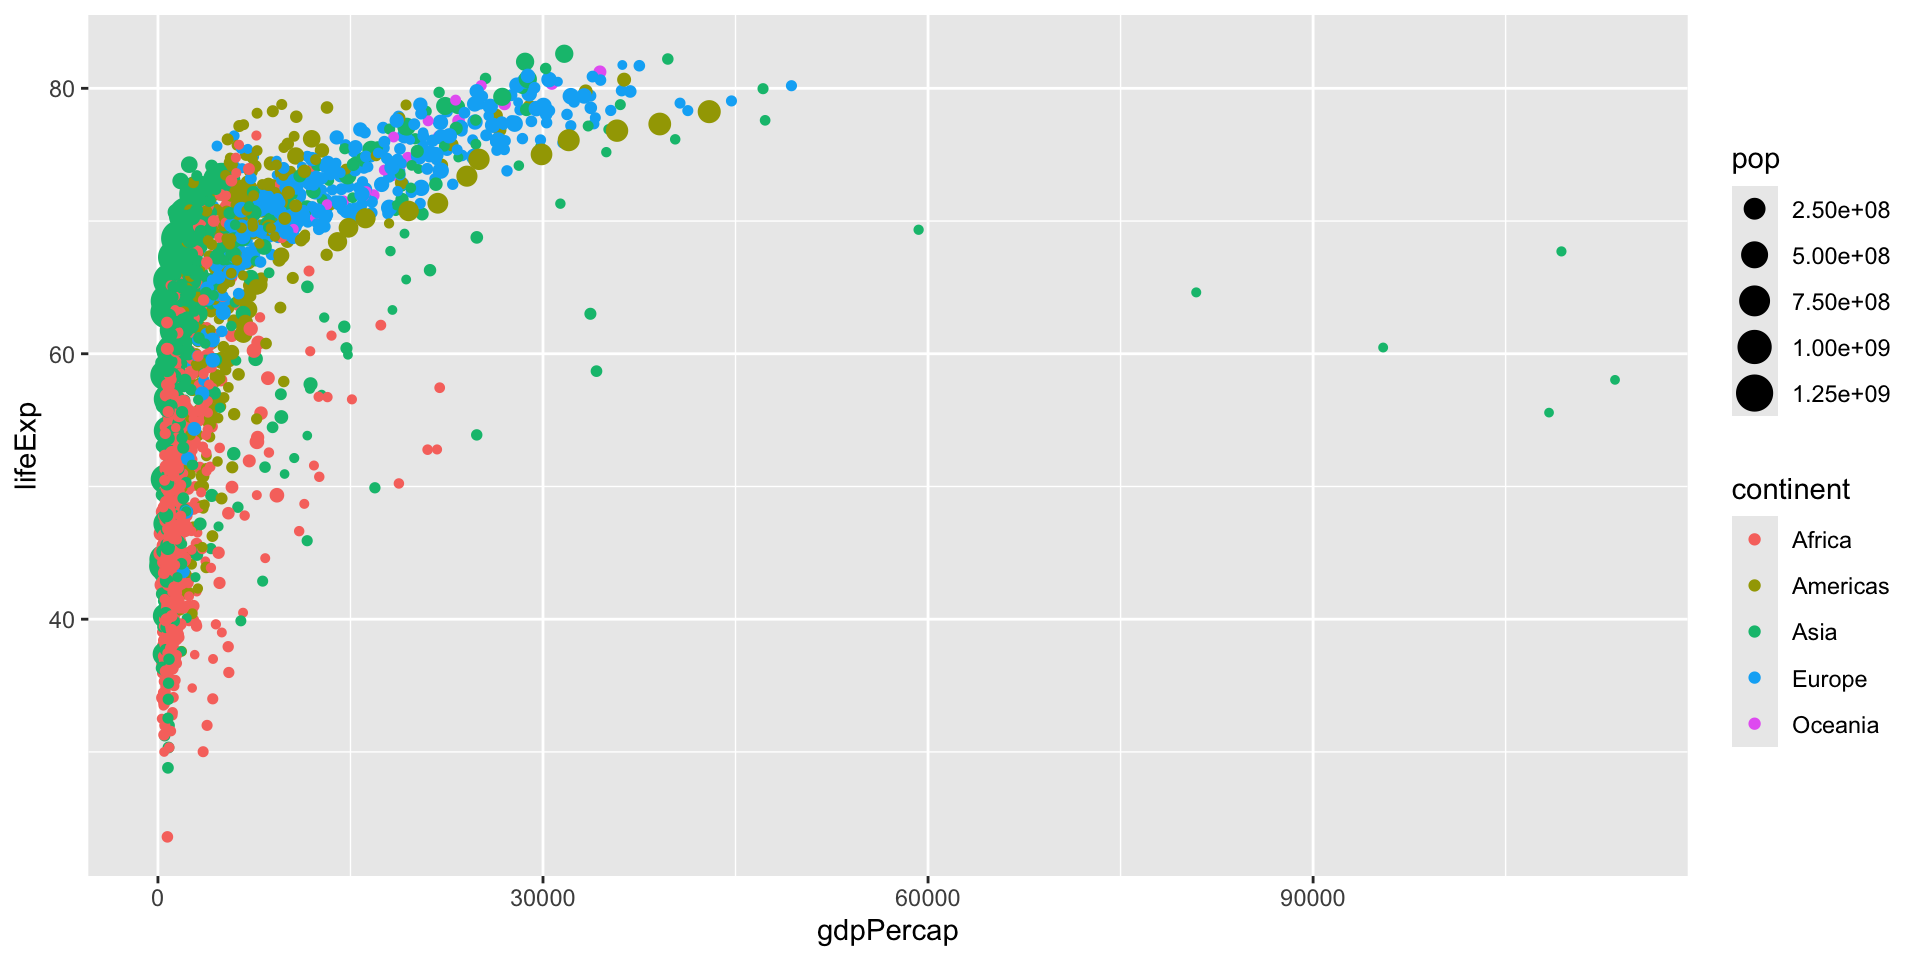 80
60
40
lifeExp
0
30000
60000
90000
gdpPercap
pop
2.50e+08
5.00e+08
7.50e+08
1.00e+09
1.25e+09
continent
Africa
Americas
Asia
Europe
Oceania